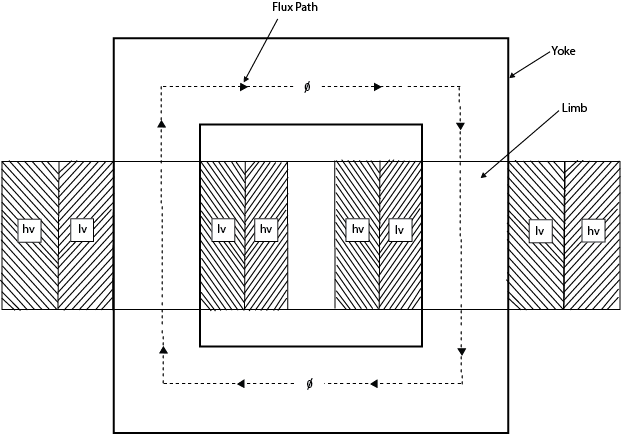 Flux Path
Yoke
ϕ
Limb
hv lv lv hv hv lv lv hv
ϕ